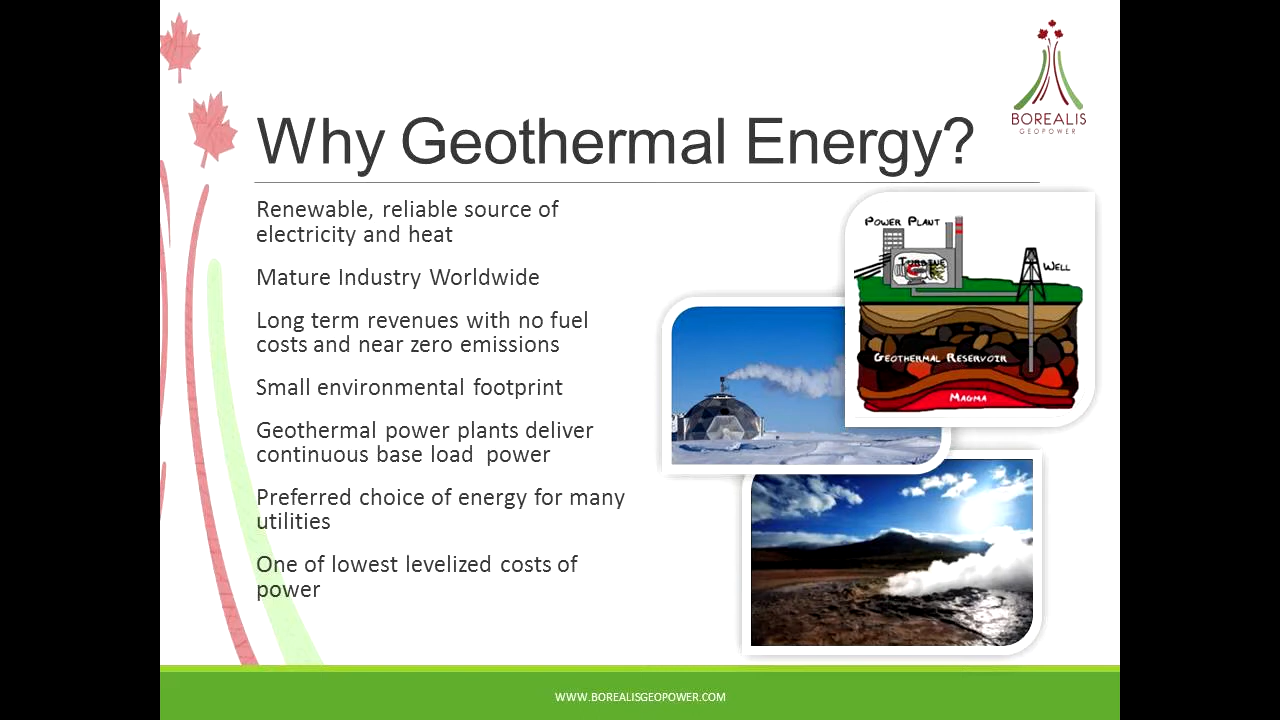 BOREALIS
GEOPOWER
Why Geothermal Energy?
Renewable, reliable source of
electricity and heat
Mature Industry Worldwide
Long term revenues with no fuel
costs and near zero emissions
Small environmental footprint
Geothermal power plants deliver
continuous base load  power
Preferred choice of energy for many
utilities
One of lowest levelized costs of
power
POWER PLANT
TURBINE
WELL
GEOTHERMAL RESERVOIR
MAGMA
WWW.BOREALISGEOPOWER.COM